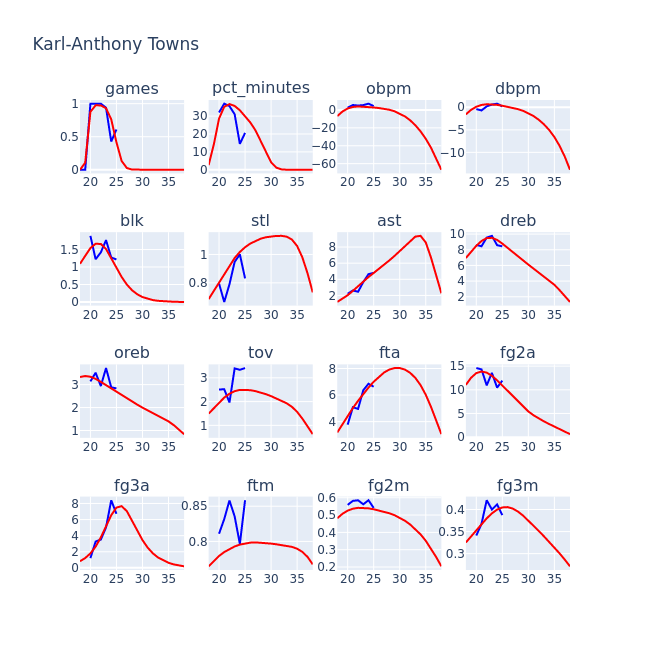 Karl-Anthony Towns
games pct_minutes obpm dbpm
1 0.5 0 20 25 30 35
30 20 10 0 20 25 30 35
0 −20 −40 −60 20 25 30 35
0 −5 −10 20 25 30 35
blk stl ast dreb
1.5 1 0.5 0 20 25 30 35
1 0.8 20 25 30 35
8 6 4 2 20 25 30 35
10 8 6 4 2 20 25 30 35
oreb tov fta fg2a
3 2 1 20 25 30 35
3 2 1 20 25 30 35
8 6 4 20 25 30 35
15 10 5 0 20 25 30 35
fg3a ftm fg2m fg3m
8 6 4 2 0 20 25 30 35
0.85 0.8 20 25 30 35
0.6 0.5 0.4 0.3 0.2 20 25 30 35
0.4 0.35 0.3 20 25 30 35